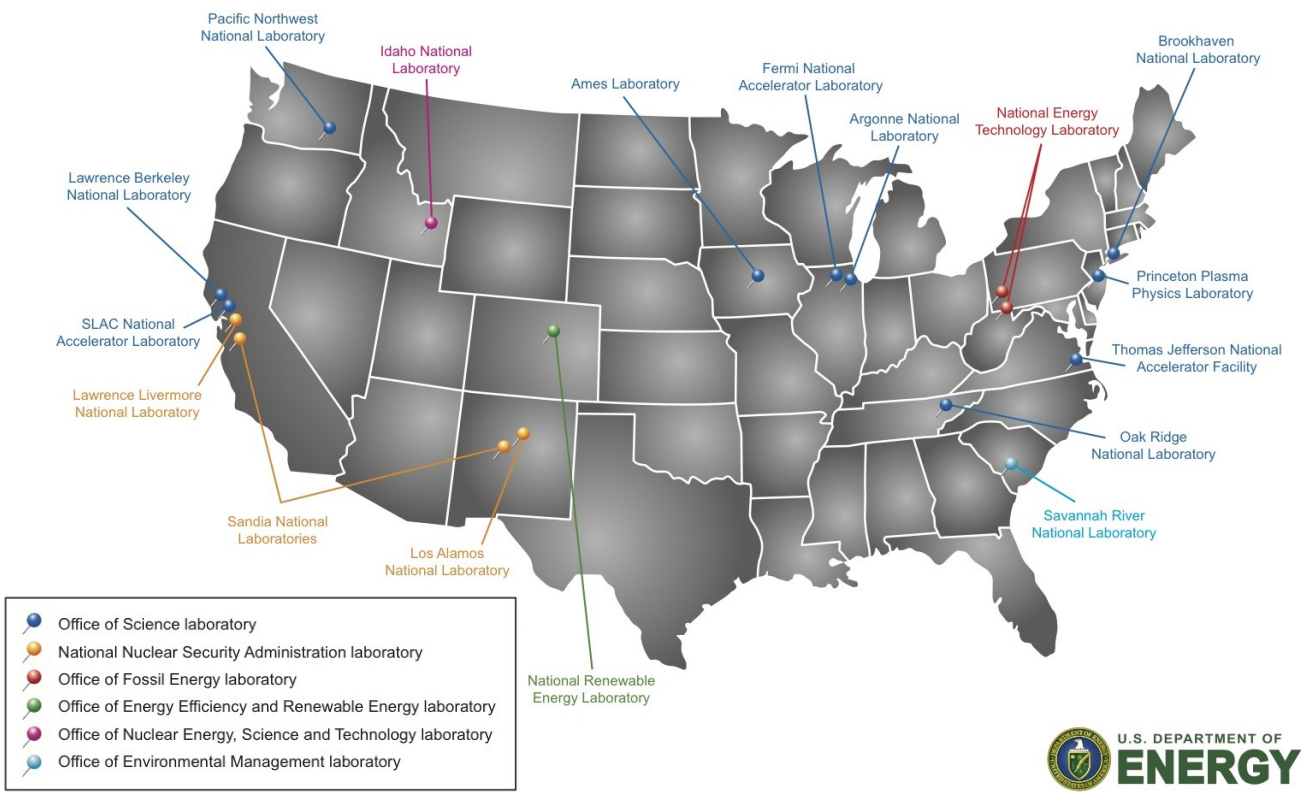 Pacific Northwest
National Laboratory
Idaho National
Laboratory
Ames Laboratory
Fermi National
Accelerator Laboratory
Argonne National
Laboratory
National Energy
Technology Laboratory
Brookhaven
National Laboratory
Lawrence Berkeley
National Laboratory
SLAC National
Accelerator Laboratory
Lawrence Livermore
National Laboratory
Princeton Plasma
Physics Laboratory
Thomas Jefferson National
Accelerator Facility
Oak Ridge
National Laboratory
Savannah River
National Laboratory
Sandia National
Laboratories
Los Alamos
National Laboratory
National Renewable
Energy Laboratory
Office of Science laboratory
National Nuclear Security Administration laboratory
Office of Fossil Energy laboratory
Office of Energy Efficiency and Renewable Energy laboratory
Office of Nuclear Energy, Science and Technology laboratory
Office of Environmental Management laboratory
U.S. DEPARTMENT OF
ENERGY